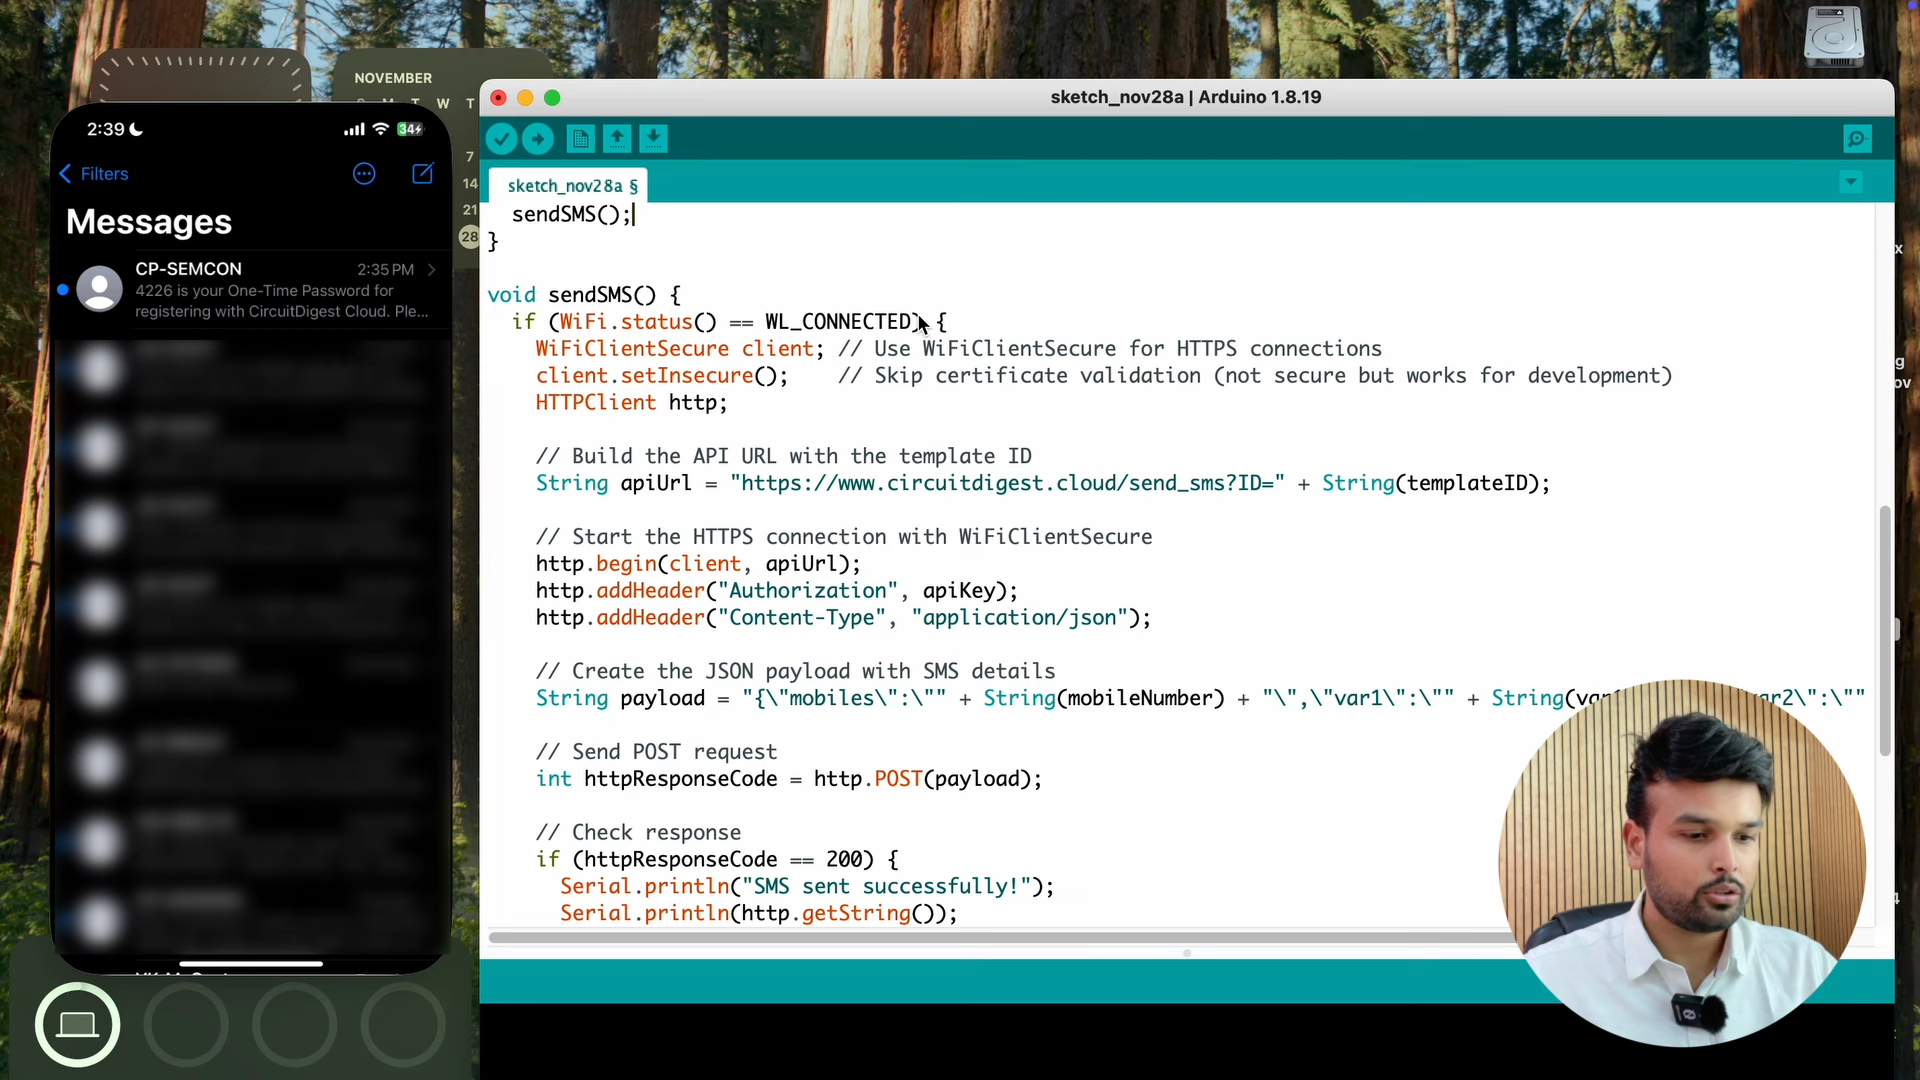 2:39
34
Filters
Messages
CP-SEMCON
2:35 PM
4226 is your One-Time Password for
registering with CircuitDigest Cloud. Ple...
NOVEMBER
S M T W T
7
14
21
28
sketch_nov28a | Arduino 1.8.19
sketch_nov28a §
sendSMS();
}
void sendSMS() {
if (WiFi.status() == WL_CONNECTED) {
WiFiClientSecure client; // Use WiFiClientSecure for HTTPS connections
client.setInsecure(); // Skip certificate validation (not secure but works for development)
HTTPClient http;
// Build the API URL with the template ID
String apiUrl = "https://www.circuitdigest.cloud/send_sms?ID=" + String(templateID);
// Start the HTTPS connection with WiFiClientSecure
http.begin(client, apiUrl);
http.addHeader("Authorization", apiKey);
http.addHeader("Content-Type", "application/json");
// Create the JSON payload with SMS details
String payload = "{\"mobiles\":\"" + String(mobileNumber) + "\",\"var1\":\"" + String( var2\":\""
// Send POST request
int httpResponseCode = http.POST(payload);
// Check response
if (httpResponseCode == 200) {
Serial.println("SMS sent successfully!");
Serial.println(http.getString());